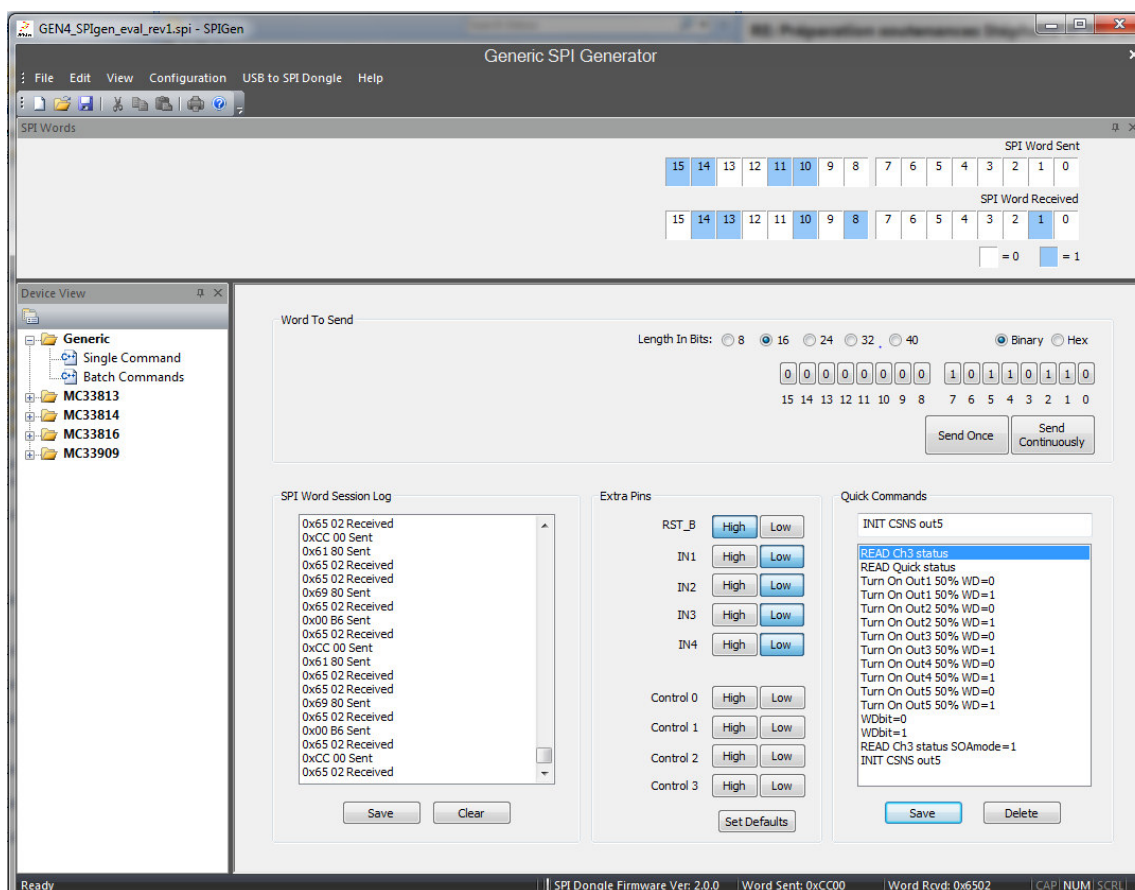 GEN4_SPIgen_eval_rev1.spi - SPIGen
Generic SPI Generator
File Edit View Configuration USB to SPI Dongle Help
SPI Words
SPI Word Sent
15 14 13 12 11 10 9 8 7 6 5 4 3 2 1 0
SPI Word Received
15 14 13 12 11 10 9 8 7 6 5 4 3 2 1 0
= 0 = 1
Device View
Generic
Single Command
Batch Commands
MC33813
MC33814
MC33816
MC33909
Word To Send
Length In Bits: 8 16 24 32 . 40 Binary Hex
0 0 0 0 0 0 0 0 1 0 1 1 0 1 1 0
15 14 13 12 11 10 9 8 7 6 5 4 3 2 1 0
Send Once
Send
Continuously
SPI Word Session Log
0x65 02 Received
0xCC 00 Sent
0x61 80 Sent
0x65 02 Received
0x65 02 Received
0x69 80 Sent
0x65 02 Received
0x00 B6 Sent
0x65 02 Received
0xCC 00 Sent
0x61 80 Sent
0x65 02 Received
0x65 02 Received
0x69 80 Sent
0x65 02 Received
0x00 B6 Sent
0x65 02 Received
0xCC 00 Sent
0x65 02 Received
Save Clear
Extra Pins
RST_B High Low
IN1 High Low
IN2 High Low
IN3 High Low
IN4 High Low
Control 0 High Low
Control 1 High Low
Control 2 High Low
Control 3 High Low
Set Defaults
Quick Commands
INIT CSNS out5
READ Ch3 status
READ Quick status
Turn On Out1 50% WD=0
Turn On Out1 50% WD=1
Turn On Out2 50% WD=0
Turn On Out2 50% WD=1
Turn On Out3 50% WD=0
Turn On Out3 50% WD=1
Turn On Out4 50% WD=0
Turn On Out4 50% WD=1
Turn On Out5 50% WD=0
Turn On Out5 50% WD=1
WDbit=0
WDbit=1
READ Ch3 status SOAmode=1
INIT CSNS out5
Save Delete
Ready SPI Dongle Firmware Ver: 2.0.0 Word Sent: 0xCC00 Word Rcvd: 0x6502 CAP NUM SCRL